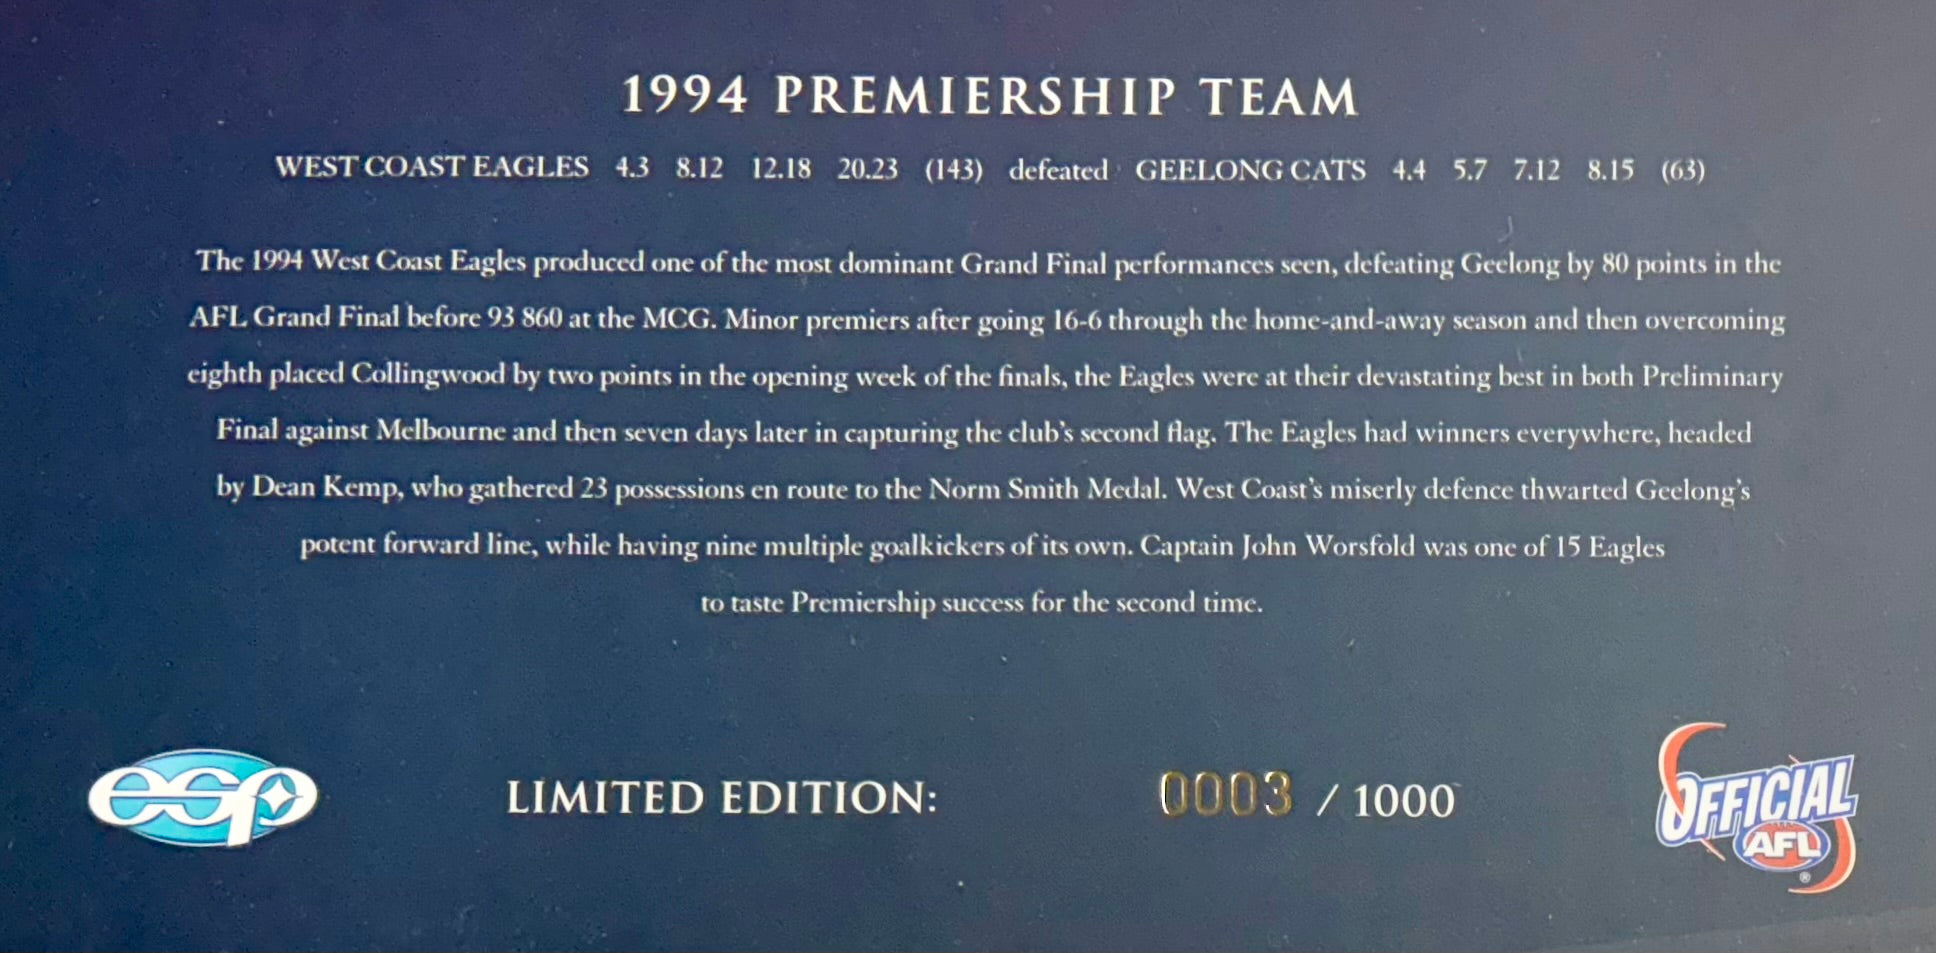 1994 PREMIERSHIP TEAM
WEST COAST EAGLES 4.3 8.12 12.18 20.23 (143) defeated GEELONG CATS 4.4 5.7 7.12 8.15 (63)
The 1994 West Coast Eagles produced one of the most dominant Grand Final performances seen, defeating Geelong by 80 points in the
AFL Grand Final before 93 860 at the MCG. Minor premiers after going 16-6 through the home-and-away season and then overcoming
eighth placed Collingwood by two points in the opening week of the finals, the Eagles were at their devastating best in both Preliminary
Final against Melbourne and then seven days later in capturing the club's second flag. The Eagles had winners everywhere, headed
by Dean Kemp, who gathered 23 possessions en route to the Norm Smith Medal. West Coast's miserly defence thwarted Geelong's
potent forward line, while having nine multiple goalkickers of its own. Captain John Worsfold was one of 15 Eagles
to taste Premiership success for the second time.
esp
LIMITED EDITION: 0003 / 1000
OFFICIAL
AFL
®